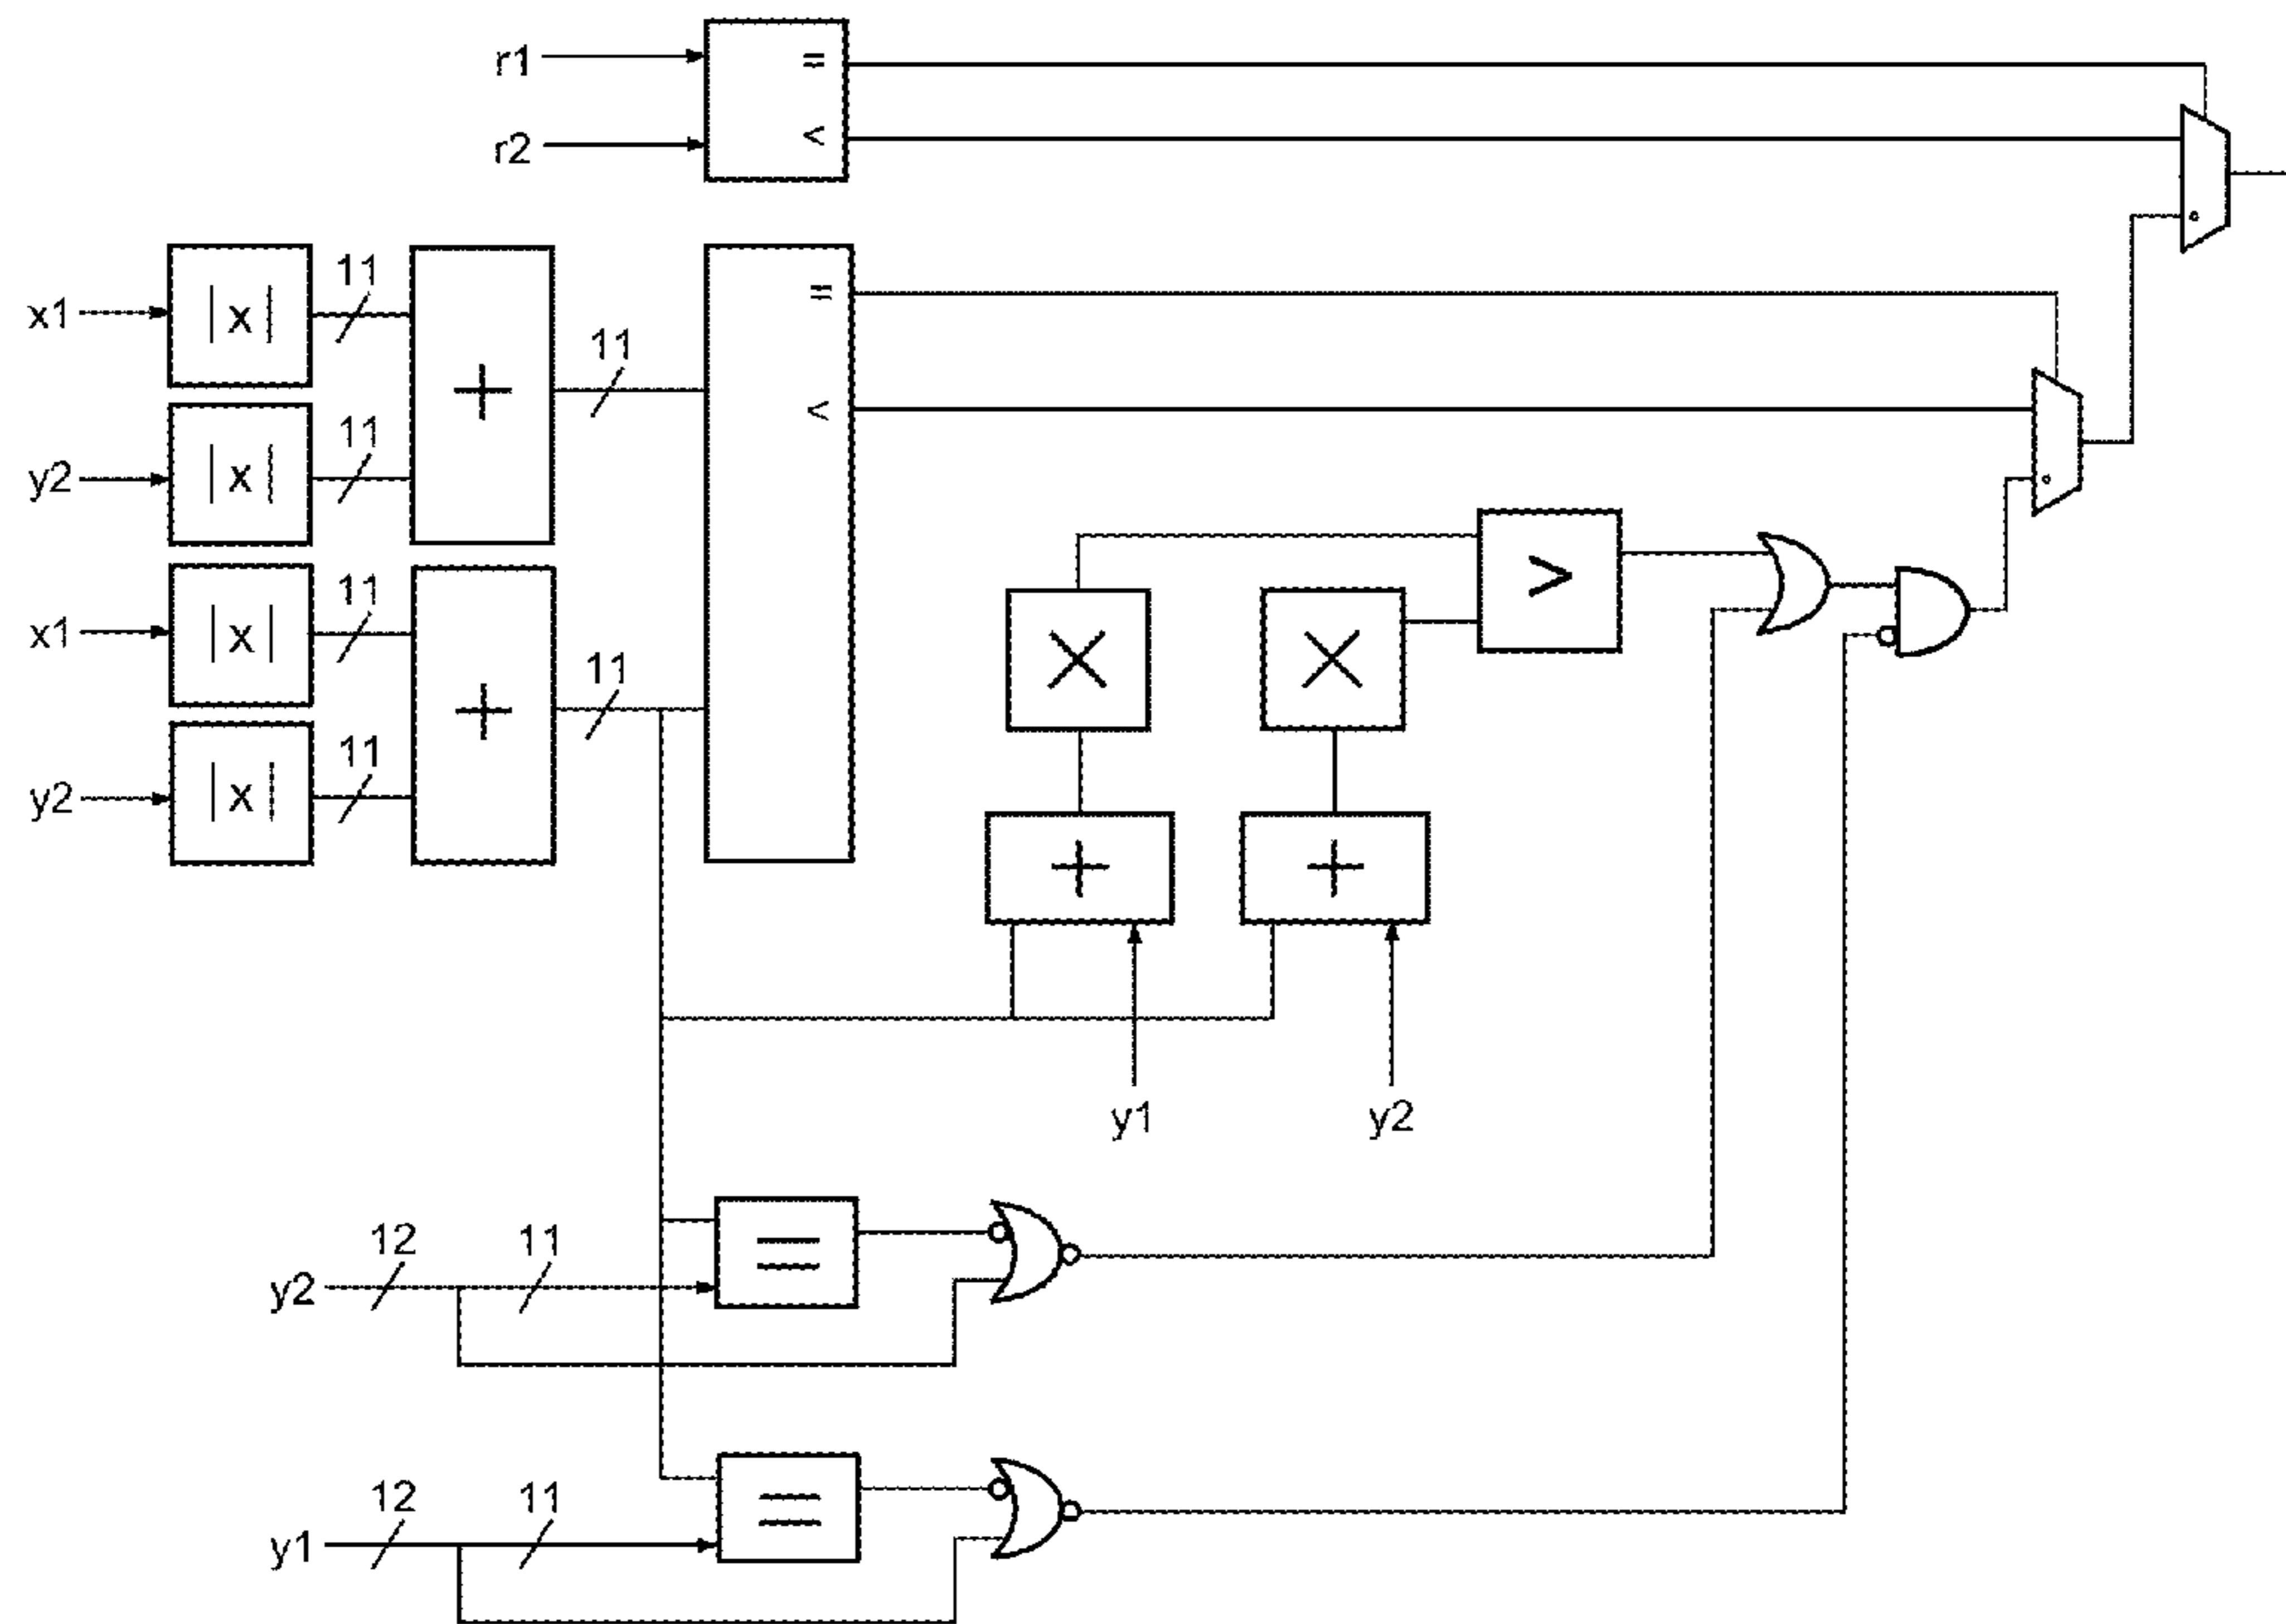 r1
=
r2
<
x1
|x|
11
+
11
=
y2
|x|
11
<
x1
|x|
11
+
11
×
×
>
y2
|x|
11
+
+
y1
y2
y2
12
11
=
y1
12
11
=